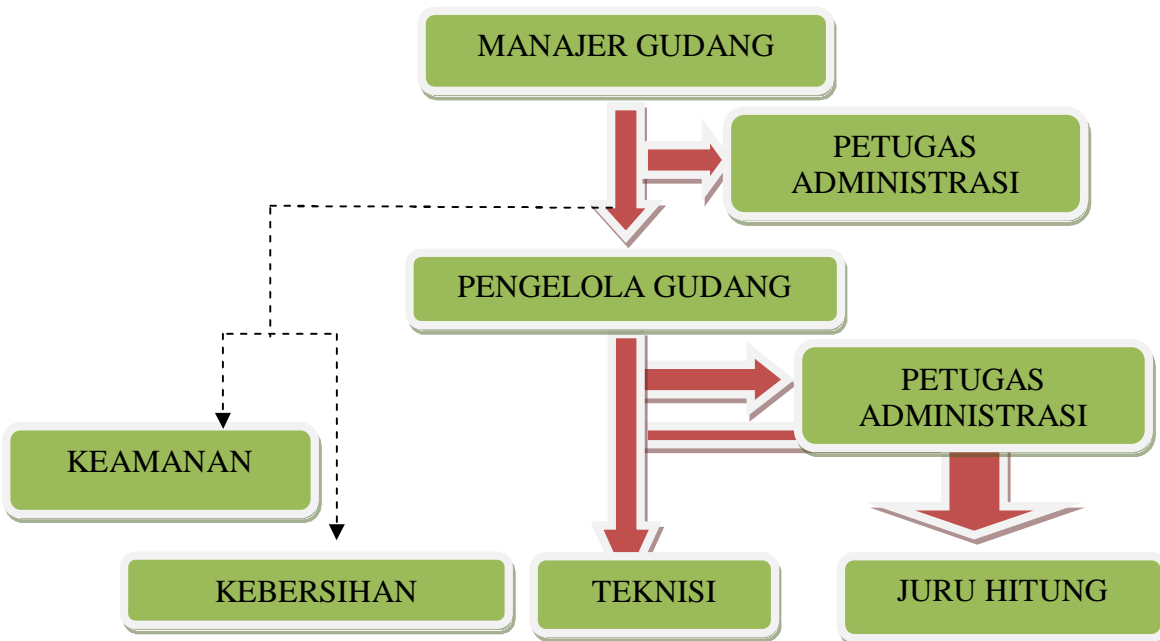 MANAJER GUDANG
PETUGAS
ADMINISTRASI
PENGELOLA GUDANG
PETUGAS
ADMINISTRASI
KEAMANAN
KEBERSIHAN
TEKNISI
JURU HITUNG